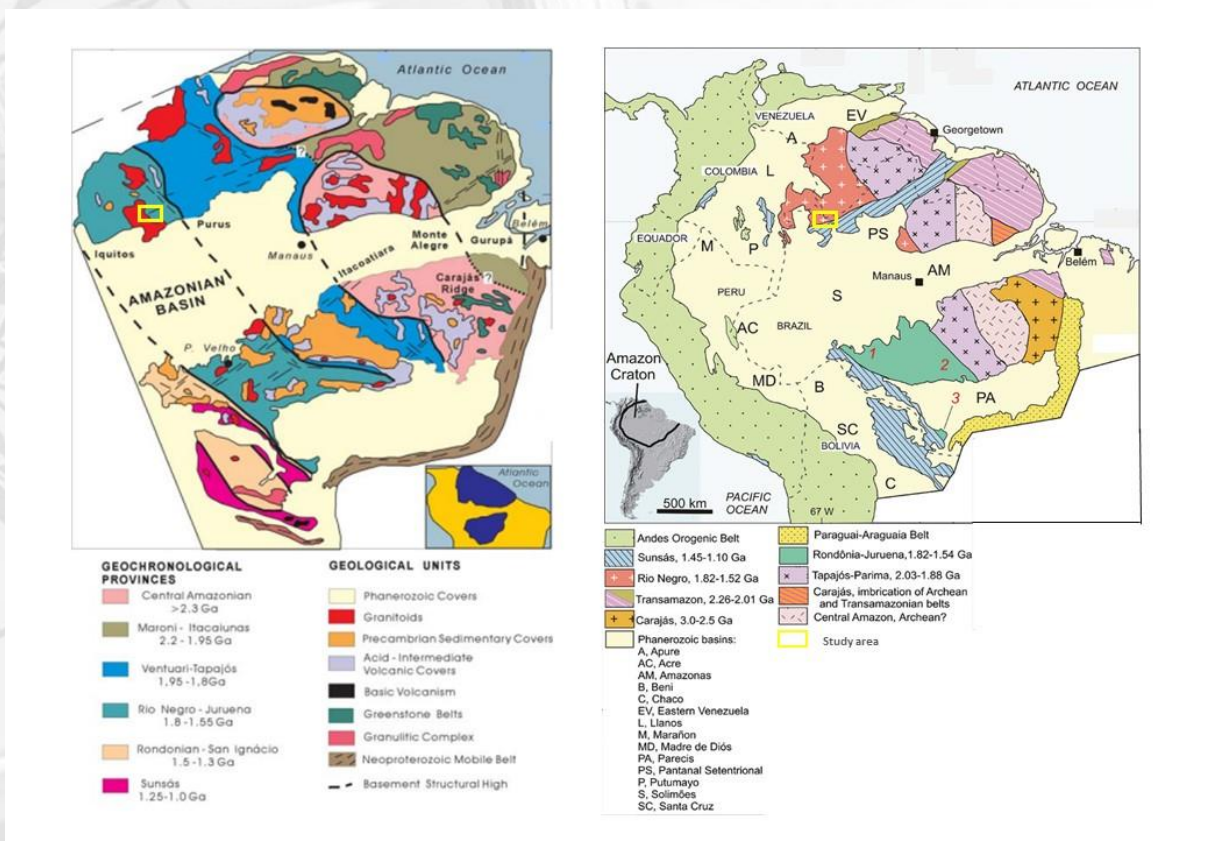 Atlantic Ocean
?
Purus
Iquitos
Manaus
Itacoatiara
Monte
Alegre
Gurupá
Belém
AMAZONIAN
BASIN
Carajás
Ridge
?
P. Velho
Atlantic
Ocean
GEOCHRONOLOGICAL
PROVINCES
Central Amazonian
>2.3 Ga
Maroni - Itacaiunas
2.2 - 1.95 Ga
Ventuari-Tapajós
1,95 -1,8Ga
Rio Negro - Juruena
1.8 - 1.55 Ga
Rondonian - San Ignácio
1.5 - 1.3 Ga
Sunsás
1.25-1.0 Ga
GEOLOGICAL UNITS
Phanerozoic Covers
Granitoids
Precambrian Sedimentary Covers
Acid - Intermediate
Volcanic Covers
Basic Volcanism
Greenstone Belts
Granulitic Complex
Neoproterozoic Mobile Belt
Basement Structural High
ATLANTIC OCEAN
VENEZUELA
EV
Georgetown
A
L
COLOMBIA
PS
EQUADOR
M
P
Belém
Manaus
AM
PERU
S
BRAZIL
AC
1
2
Amazon
Craton
MD
B
3
PA
SC
BOLIVIA
C
PACIFIC
OCEAN
500 km
67 W
Andes Orogenic Belt
Sunsás, 1.45-1.10 Ga
Rio Negro, 1.82-1.52 Ga
Transamazon, 2.26-2.01 Ga
Carajás, 3.0-2.5 Ga
Phanerozoic basins:
A, Apure
AC, Acre
AM, Amazonas
B, Beni
C, Chaco
EV, Eastern Venezuela
L, Llanos
M, Marañon
MD, Madre de Diós
PA, Parecis
PS, Pantanal Setentrional
P, Putumayo
S, Solimões
SC, Santa Cruz
Paraguai-Araguaia Belt
Rondônia-Juruena,1.82-1.54 Ga
Tapajós-Parima, 2.03-1.88 Ga
Carajás, imbrication of Archean
and Transamazonian belts
Central Amazon, Archean?
Study area